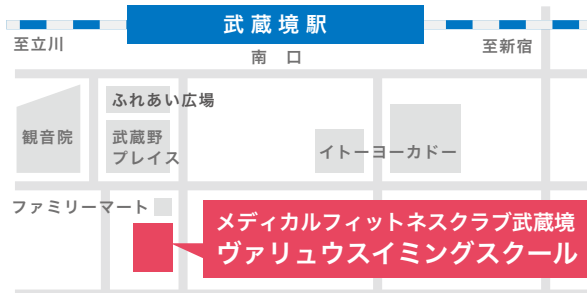 武蔵境駅
至立川
南 口
至新宿
ふれあい広場
観音院
武蔵野
プレイス
イトーヨーカドー
ファミリーマート
メディカルフィットネスクラブ武蔵境
ヴァリュウスイミングスクール